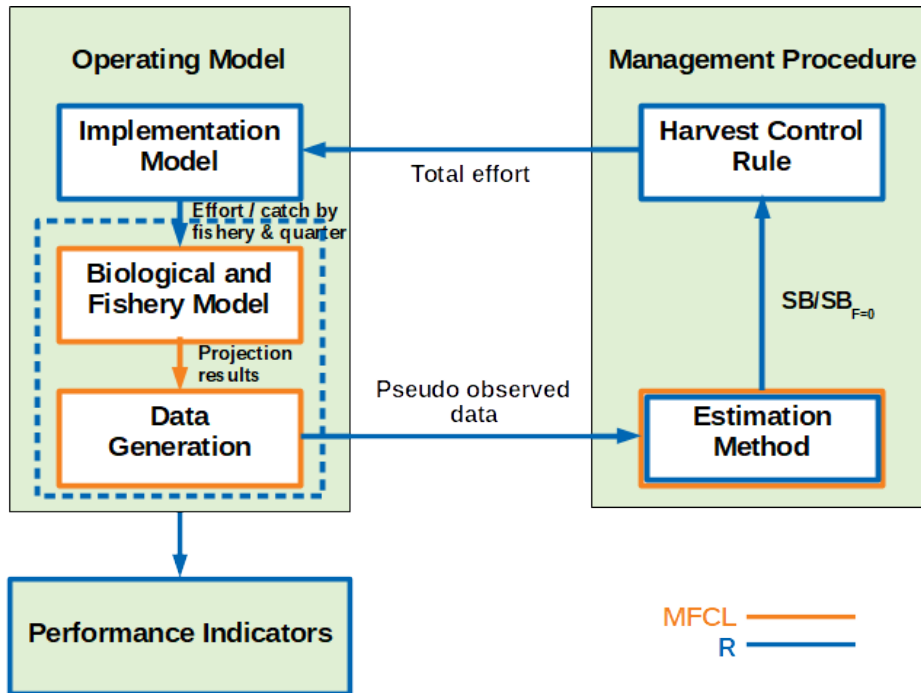 Operating Model
Implementation
Model
Effort / catch by
fishery & quarter
Biological and
Fishery Model
Projection
results
Data
Generation
Performance Indicators
Total effort
Pseudo observed
data
Management Procedure
Harvest Control
Rule
SB/SB_F=0
Estimation
Method
MFCL
R